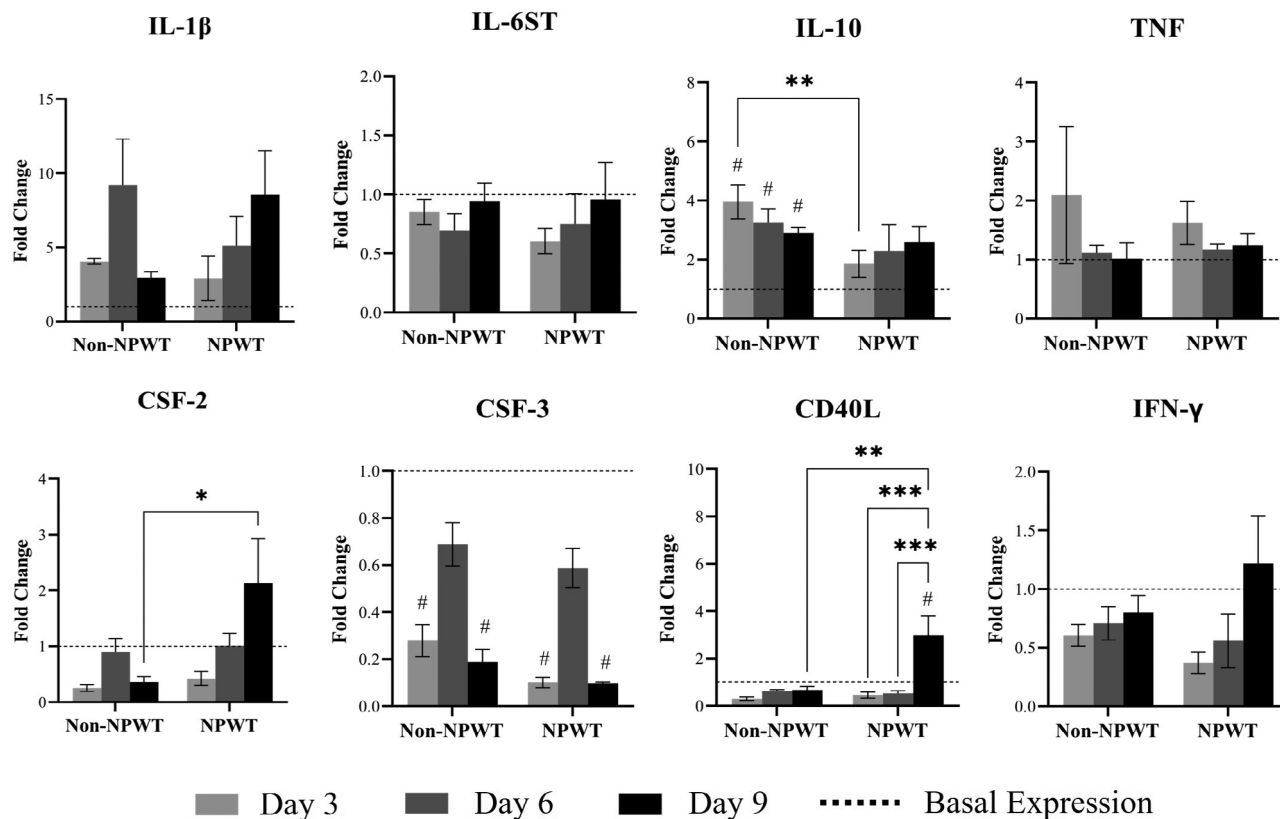 IL-1β IL-6ST IL-10 TNF
Fold Change
15
10
5
0
Non-NPWT NPWT
Fold Change
2.0
1.5
1.0
0.5
0.0
Non-NPWT NPWT
Fold Change
8
6
4
2
0
**
# # #
Non-NPWT NPWT
Fold Change
4
3
2
1
0
Non-NPWT NPWT
CSF-2 CSF-3 CD40L IFN-γ
Fold Change
4
3
2
1
0
*
Non-NPWT NPWT
Fold Change
1.0
0.8
0.6
0.4
0.2
0.0
# # # #
Non-NPWT NPWT
Fold Change
10
8
6
4
2
0
**
***
***
#
Non-NPWT NPWT
Fold Change
2.0
1.5
1.0
0.5
0.0
Non-NPWT NPWT
Day 3 Day 6 Day 9 Basal Expression